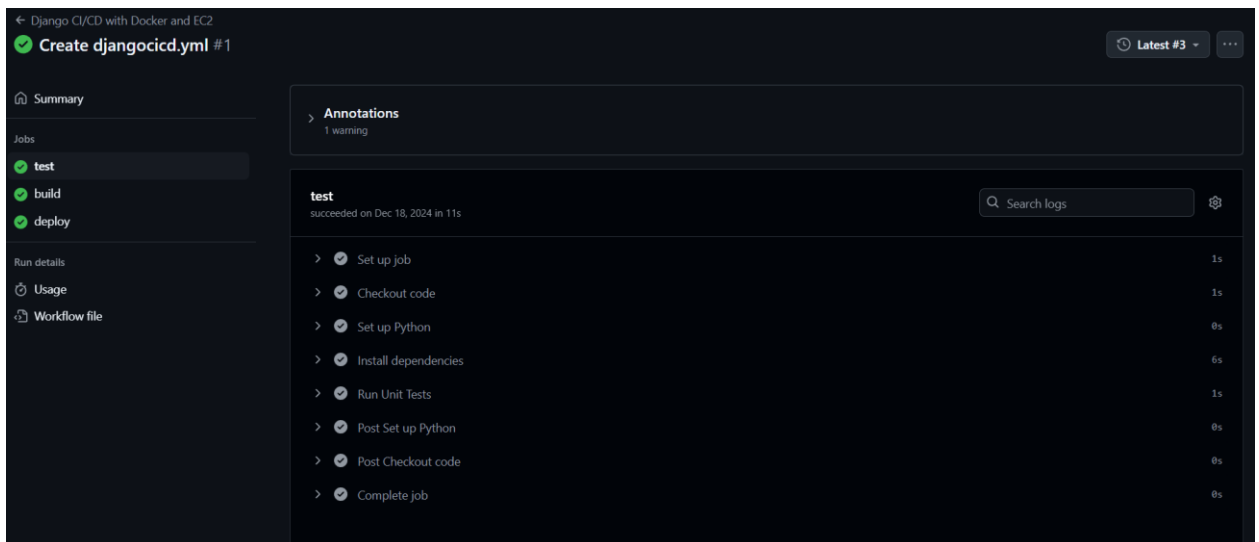 ← Django CI/CD with Docker and EC2
Create djangocicd.yml #1
Latest #3
Summary
Jobs
test
build
deploy
Run details
Usage
Workflow file
Annotations
1 warning
test
succeeded on Dec 18, 2024 in 11s
Search logs
Set up job 1s
Checkout code 1s
Set up Python 0s
Install dependencies 6s
Run Unit Tests 1s
Post Set up Python 0s
Post Checkout code 0s
Complete job 0s